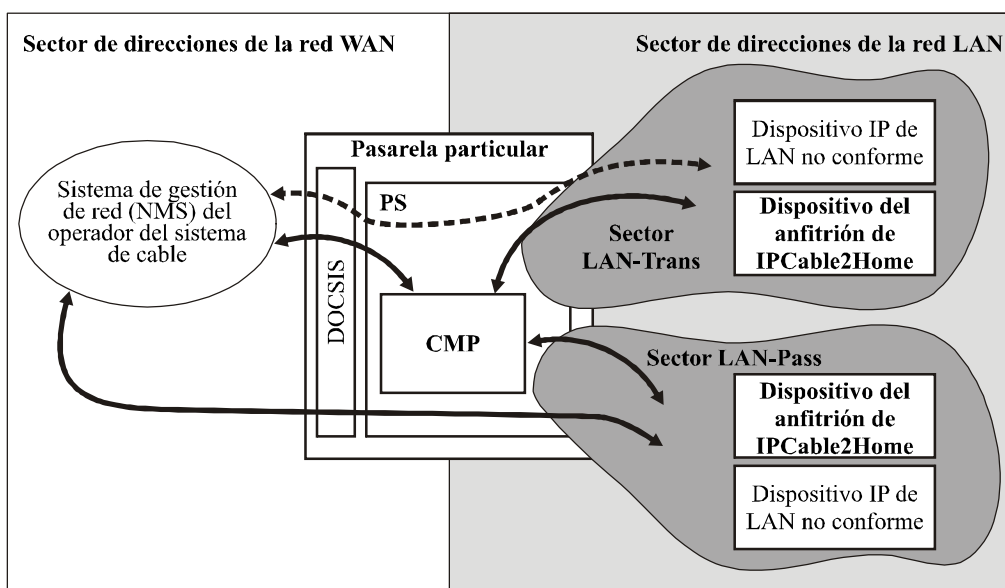 Sector de direcciones de la red WAN
Sector de direcciones de la red LAN
Pasarela particular
Sistema de gestión
de red (NMS) del
operador del sistema
de cable
DOCSIS
PS
CMP
Dispositivo IP de
LAN no conforme
Dispositivo del
anfitrión de
IPCable2Home
Sector
LAN-Trans
Sector LAN-Pass
Dispositivo del
anfitrión de
IPCable2Home
Dispositivo IP de
LAN no conforme